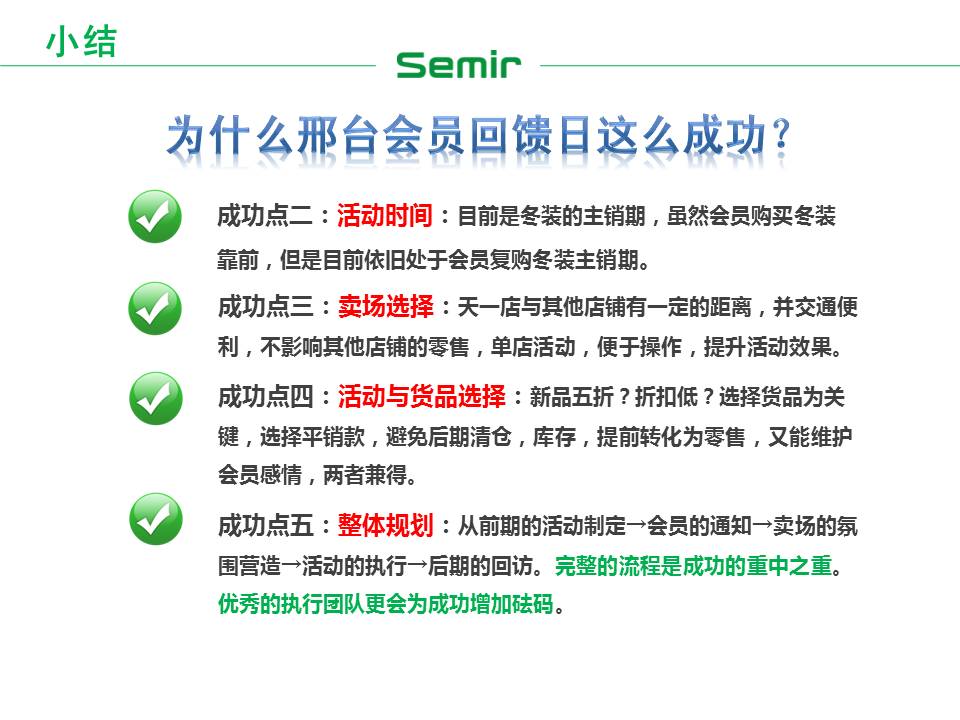 小结
Semir
为什么邢台会员回馈日这么成功？
成功点二：活动时间：目前是冬装的主销期，虽然会员购买冬装
靠前，但是目前依旧处于会员复购冬装主销期。
成功点三：卖场选择：天一店与其他店铺有一定的距离，并交通便
利，不影响其他店铺的零售，单店活动，便于操作，提升活动效果。
成功点四：活动与货品选择：新品五折？折扣低？选择货品为关
键，选择平销款，避免后期清仓，库存，提前转化为零售，又能维护
会员感情，两者兼得。
成功点五：整体规划：从前期的活动制定→会员的通知→卖场的氛
围营造→活动的执行→后期的回访。完整的流程是成功的重中之重。
优秀的执行团队更会为成功增加砝码。